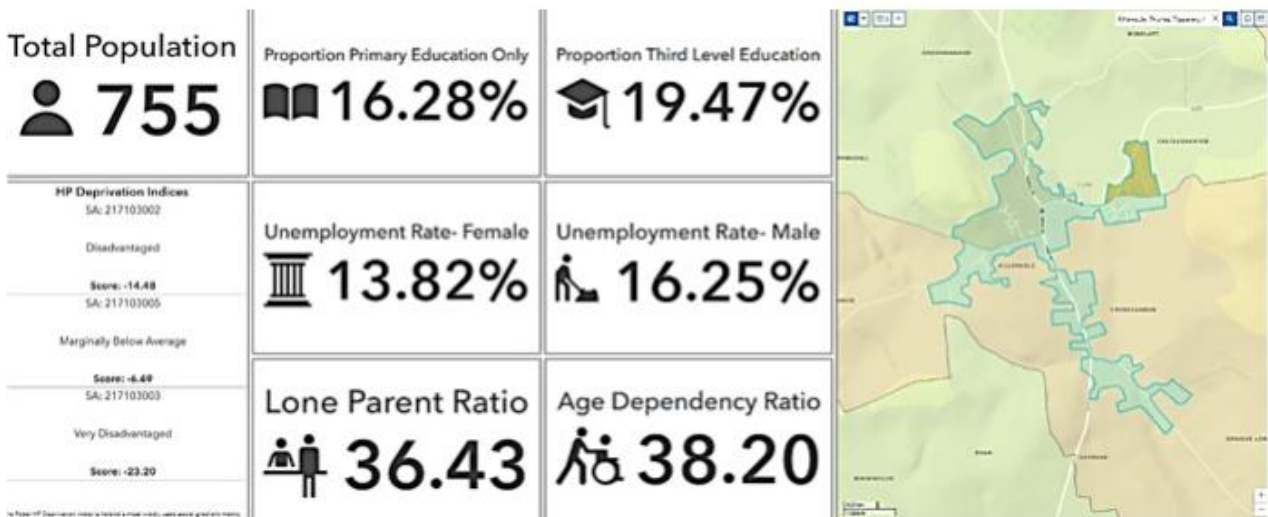 Total Population
755
Proportion Primary Education Only
16.28%
Proportion Third Level Education
19.47%
HP Deprivation Indices
SA: 217103002
Disadvantaged
Score: -14.48
SA: 217103005
Marginally Below Average
Score: -6.69
SA: 217103003
Very Disadvantaged
Score: -23.20
Unemployment Rate- Female
13.82%
Unemployment Rate- Male
16.25%
Lone Parent Ratio
36.43
Age Dependency Ratio
38.20